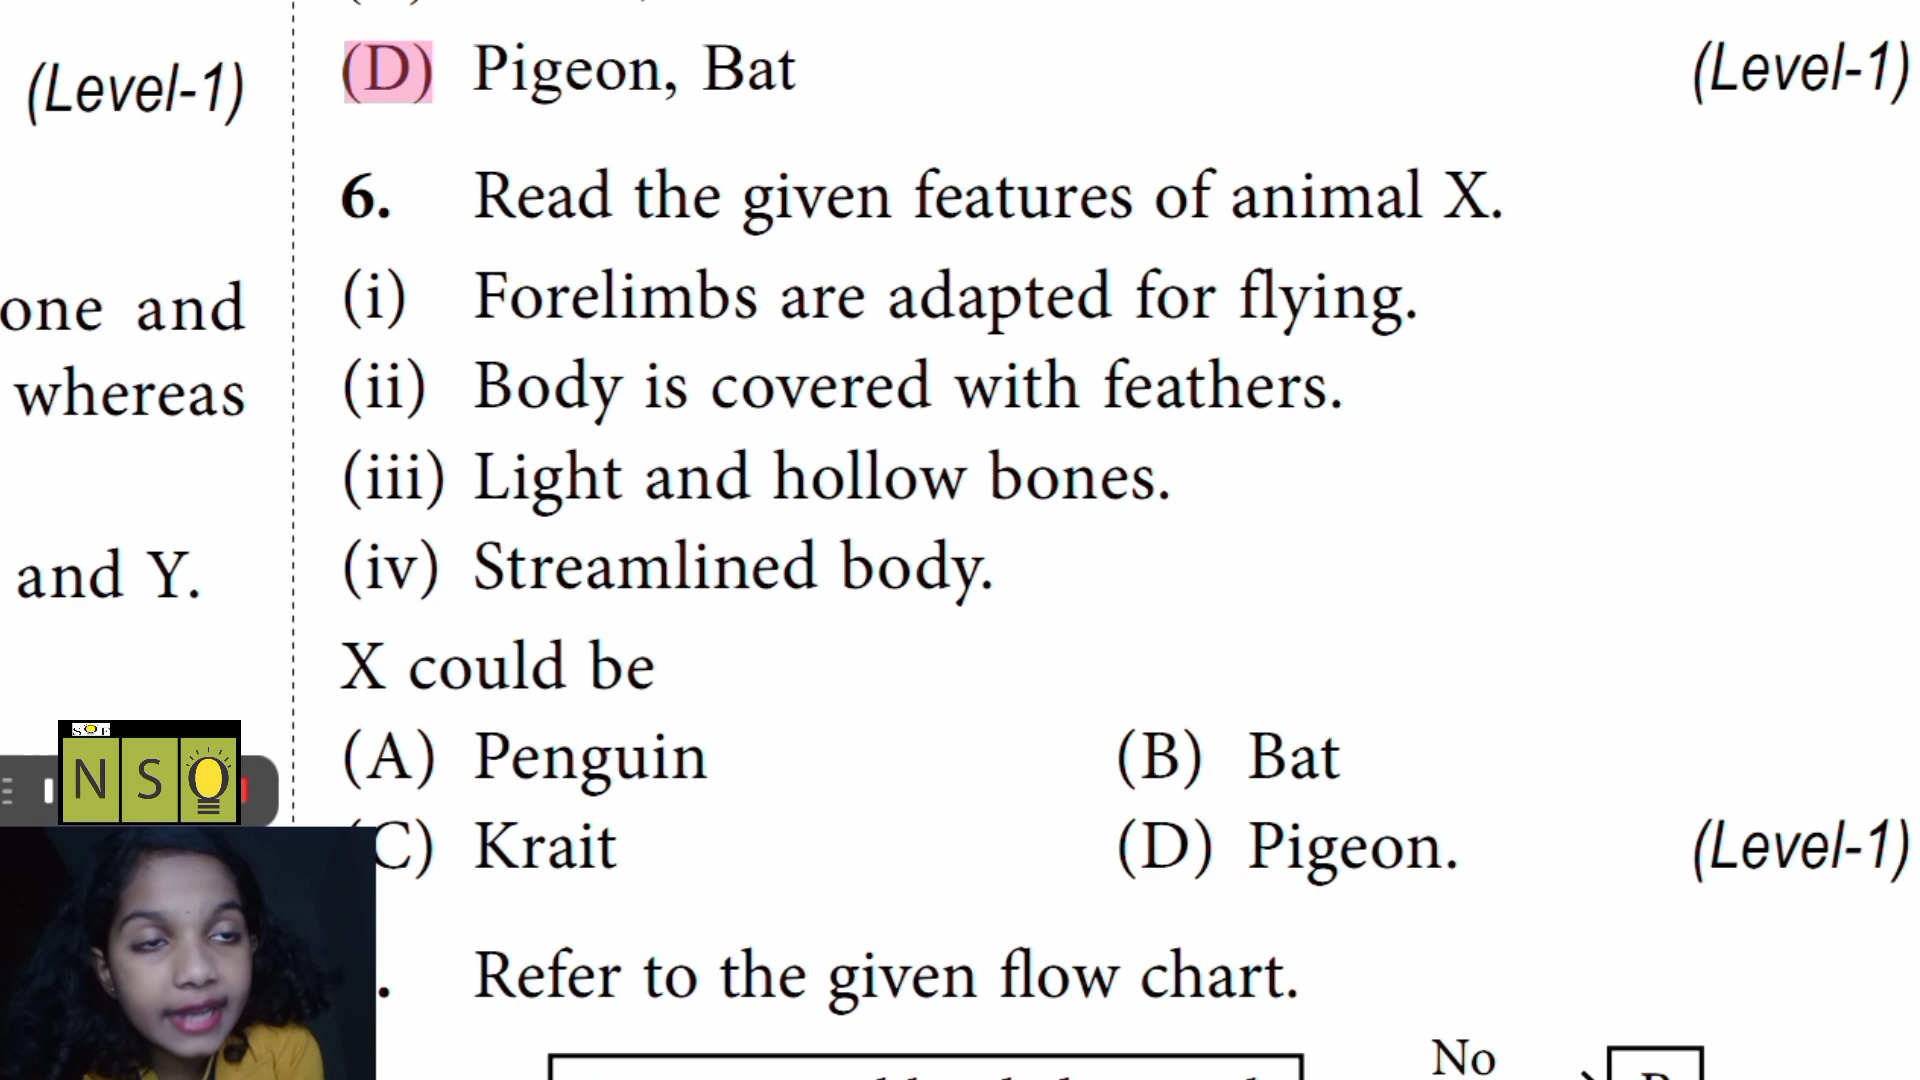 (Level-1)
one and
whereas
and Y.
(D) Pigeon, Bat (Level-1)
6. Read the given features of animal X.
(i) Forelimbs are adapted for flying.
(ii) Body is covered with feathers.
(iii) Light and hollow bones.
(iv) Streamlined body.
X could be
(A) Penguin (B) Bat
C) Krait (D) Pigeon. (Level-1)
. Refer to the given flow chart.
No
SOF
N S